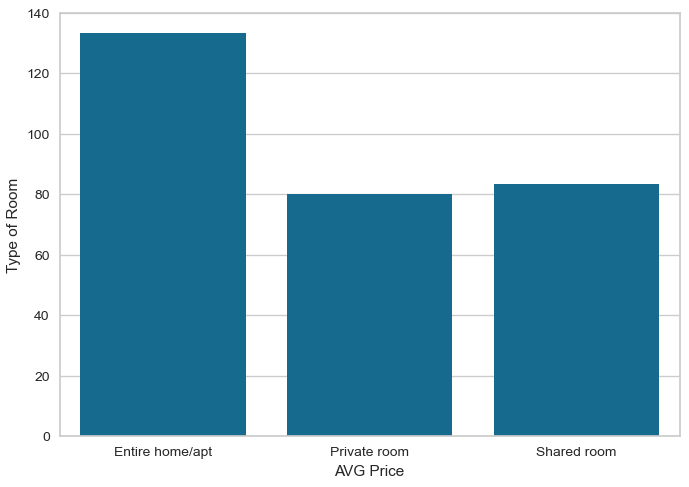 140
120
100
80
60
40
20
0
Type of Room
Entire home/apt
Private room
Shared room
AVG Price